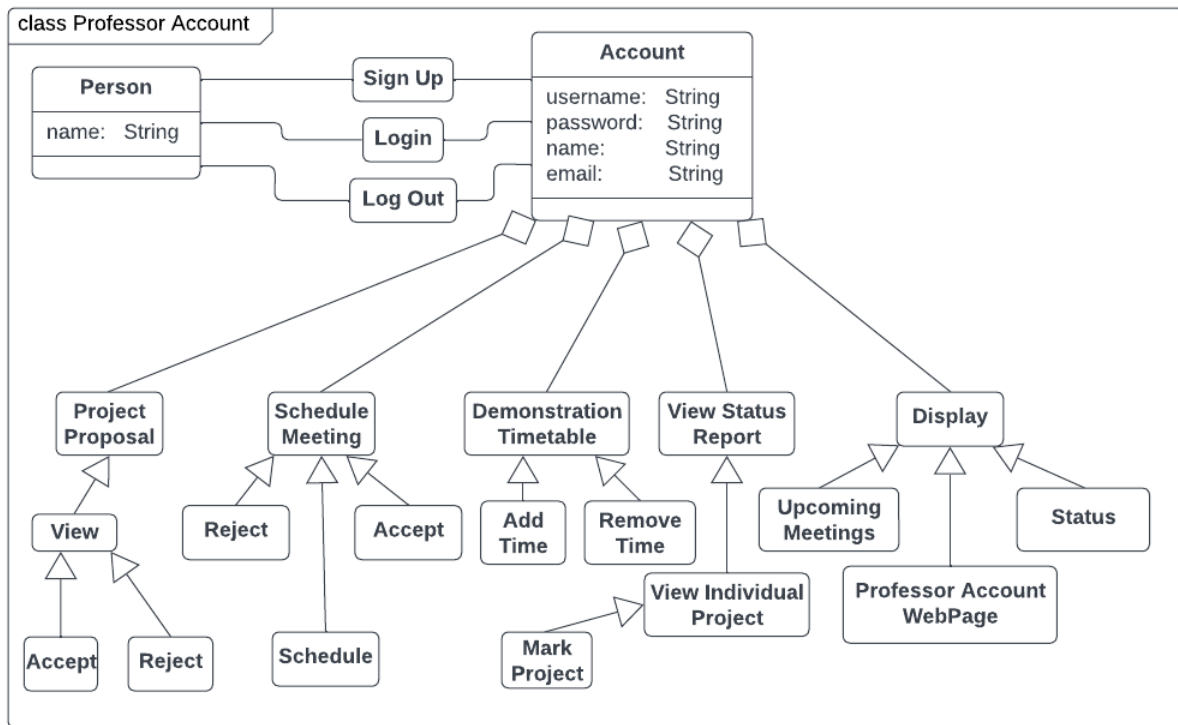 class Professor Account
Person
name: String
Sign Up
Login
Log Out
Account
username: String
password: String
name: String
email: String
Project
Proposal
Schedule
Meeting
Demonstration
Timetable
View Status
Report
Display
View
Accept
Reject
Reject
Schedule
Accept
Add
Time
Remove
Time
View Individual
Project
Mark
Project
Upcoming
Meetings
Professor Account
WebPage
Status